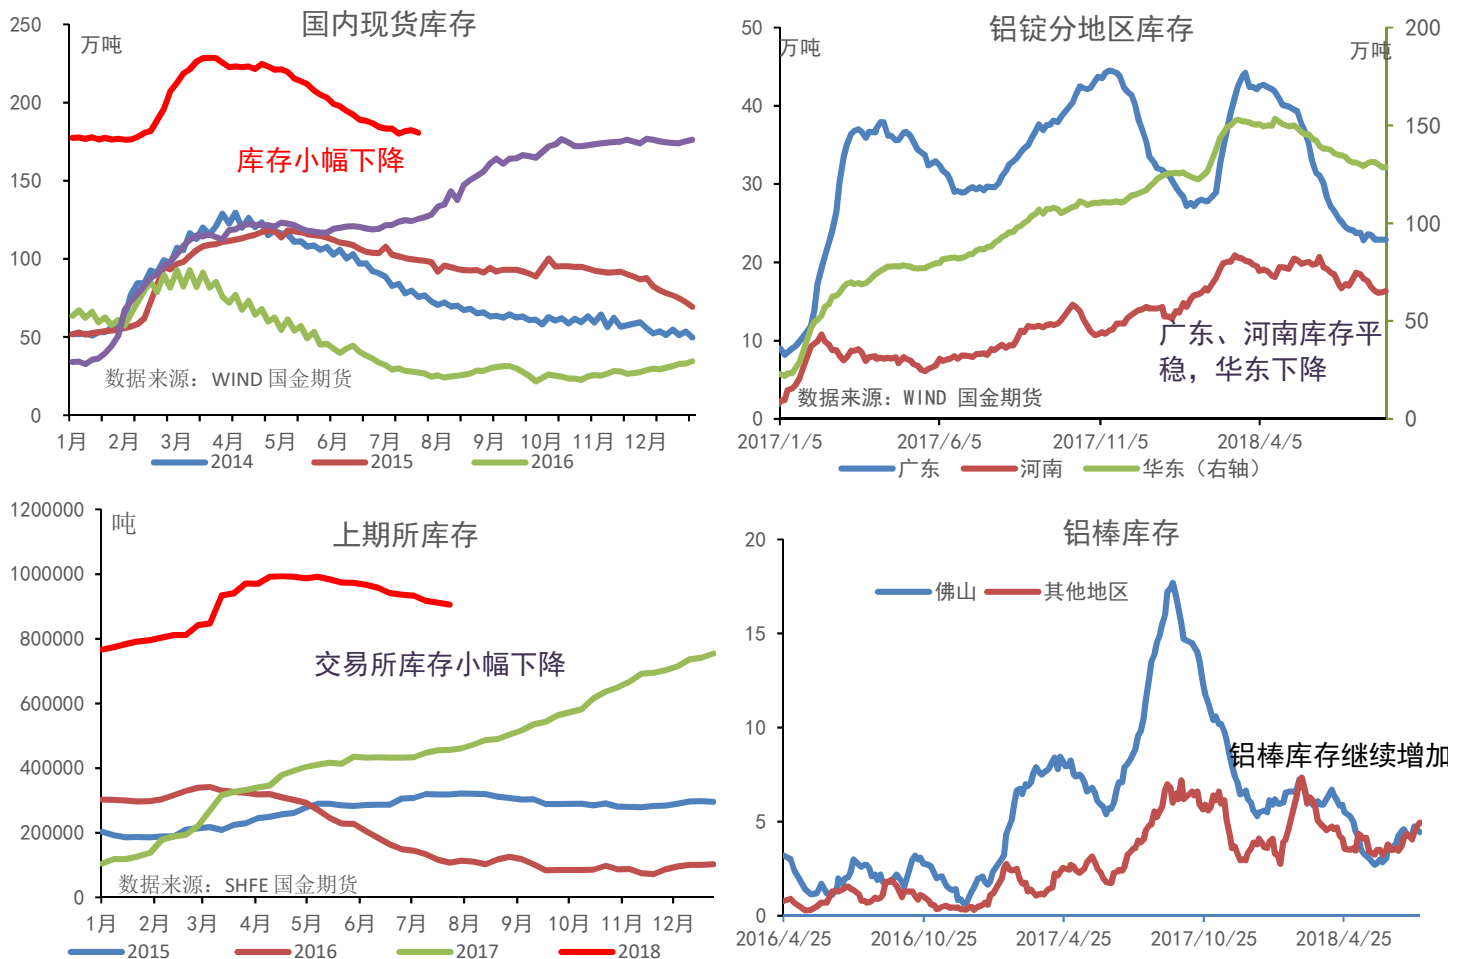 国内现货库存
万吨
250
200
150
100
50
0
库存小幅下降
数据来源：WIND 国金期货
1月 2月 3月 4月 5月 6月 7月 8月 9月 10月 11月 12月
2014 2015 2016
铝锭分地区库存
万吨
万吨
50
40
30
20
10
0
200
150
100
50
0
广东、河南库存平
稳，华东下降
数据来源：WIND 国金期货
2017/1/5 2017/6/5 2017/11/5 2018/4/5
广东 河南 华东（右轴）
上期所库存
吨
1200000
1000000
800000
600000
400000
200000
0
交易所库存小幅下降
数据来源：SHFE 国金期货
1月 2月 3月 4月 5月 6月 7月 8月 9月 10月 11月 12月
2015 2016 2017 2018
铝棒库存
20
15
10
5
0
佛山 其他地区
铝棒库存继续增加
2016/4/25 2016/10/25 2017/4/25 2017/10/25 2018/4/25